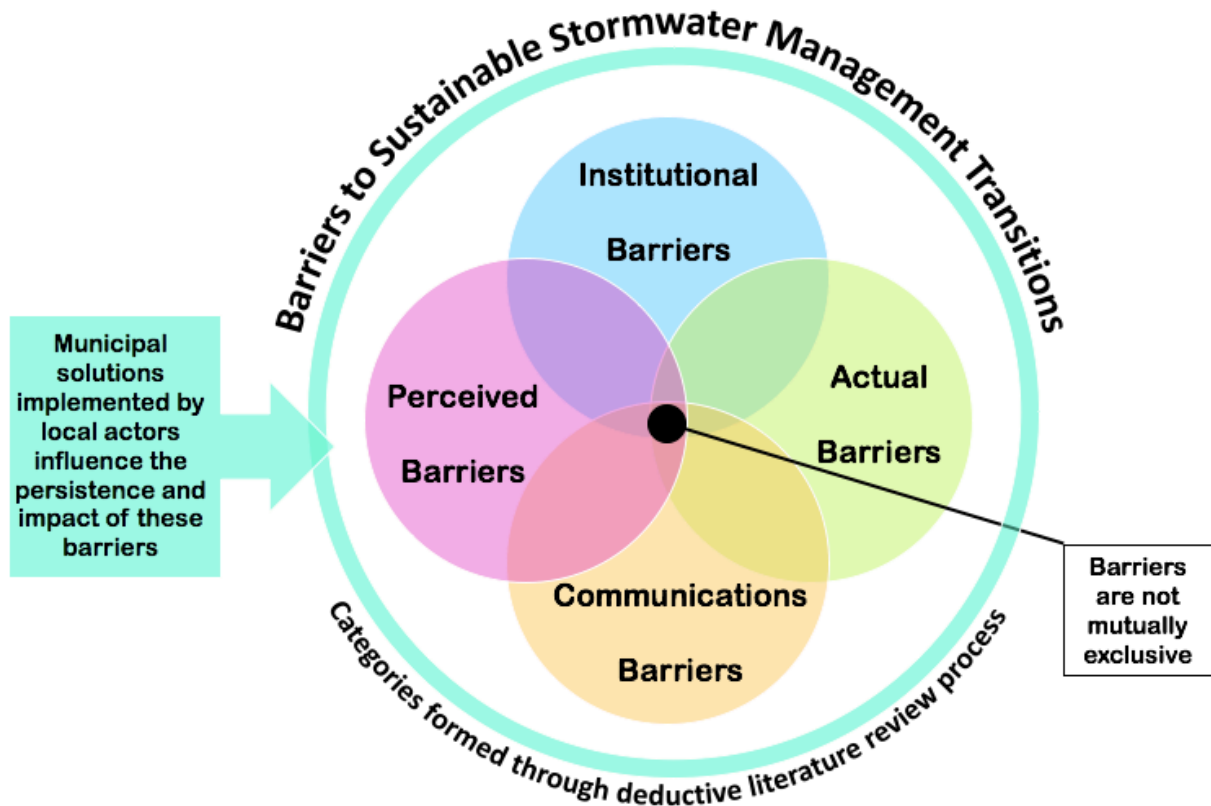 Barriers to Sustainable Stormwater Management Transitions
Institutional
Barriers
Perceived
Barriers
Actual
Barriers
Communications
Barriers
Municipal
solutions
implemented by
local actors
influence the
persistence and
impact of these
barriers
Barriers
are not
mutually
exclusive
Categories formed through deductive literature review process